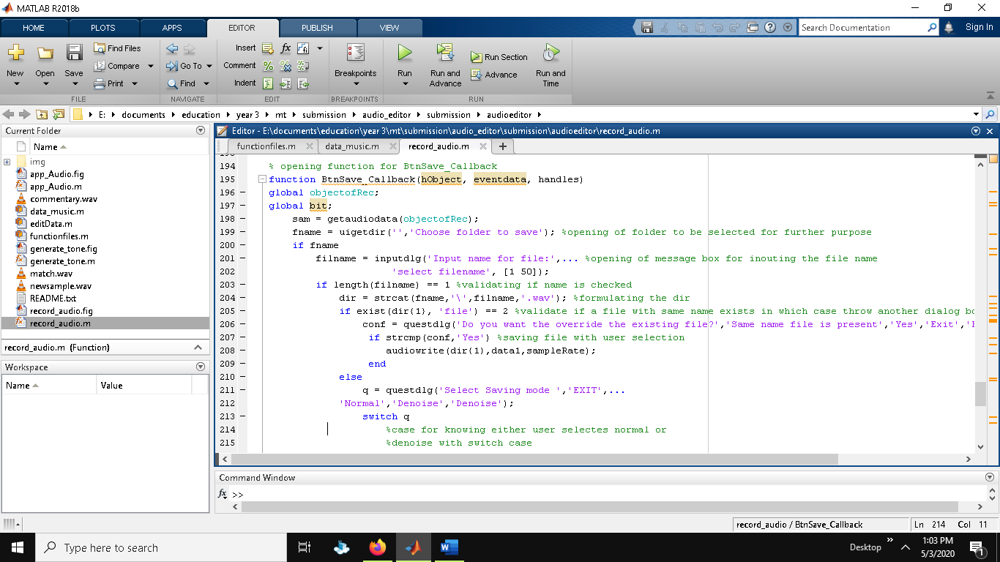 MATLAB R2018b
HOME PLOTS APPS EDITOR PUBLISH VIEW Search Documentation Sign In
New Open Save Find Files Compare Print Go To Find Insert fx Comment Indent Breakpoints Run Run and Advance Run Section Advance Run and Time
FILE NAVIGATE EDIT BREAKPOINTS RUN
E: documents education year 3 mt submission audio_editor submission audioeditor
Current Folder
Name
img
app_Audio.fig
app_Audio.m
commentary.wav
data_music.m
editData.m
functionfiles.m
generate_tone.fig
generate_tone.m
match.wav
newsample.wav
README.txt
record_audio.fig
record_audio.m
record_audio.m (Function)
Workspace
Name Value
Editor - E:\documents\education\year 3\mt\submission\audio_editor\submission\audioeditor\record_audio.m
functionfiles.m data_music.m record_audio.m
194 % opening function for BtnSave_Callback
195 function BtnSave_Callback(hObject, eventdata, handles)
196 global objectofRec;
197 global bit;
198 sam = getaudiodata(objectofRec);
199 fname = uigetdir('','Choose folder to save'); %opening of folder to be selected for further purpose
200 if fname
201 filname = inputdlg('Input name for file:',... %opening of message box for inouting the file name
202 'select filename', [1 50]);
203 if length(filname) == 1 %validating if name is checked
204 dir = strcat(fname,'\',filname,'.wav'); %formulating the dir
205 if exist(dir{1}, 'file') == 2 %validate if a file with same name exists in which case throw another dialog
206 conf = questdlg('Do you want the override the existing file?','Same name file is present','Yes','Exit','
207 if strcmp(conf,'Yes') %saving file with user selection
208 audiowrite(dir{1},data1,sampleRate);
209 end
210 else
211 q = questdlg('Select Saving mode ','EXIT',...
212 'Normal','Denoise','Denoise');
213 switch q
214 %case for knowing either user selectes normal or
215 %denoise with switch case
Command Window
fx >>
record_audio / BtnSave_Callback Ln 214 Col 11
Type here to search Desktop 1:03 PM
5/3/2020 1